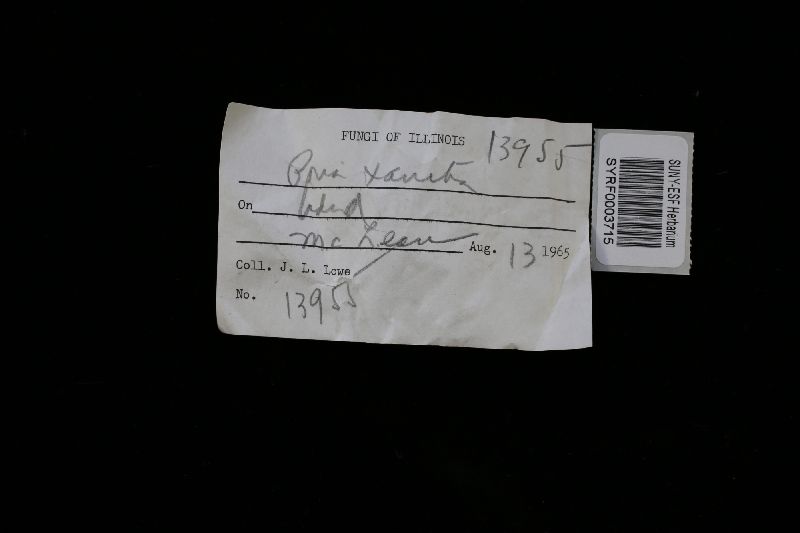 FUNGI OF ILLINOIS 13955
Poria xantha
On Wood
McLean Aug. 13 1965
Coll. J. L. Lowe
No. 13955
SUNY-ESF Herbarium
SYRF0003715